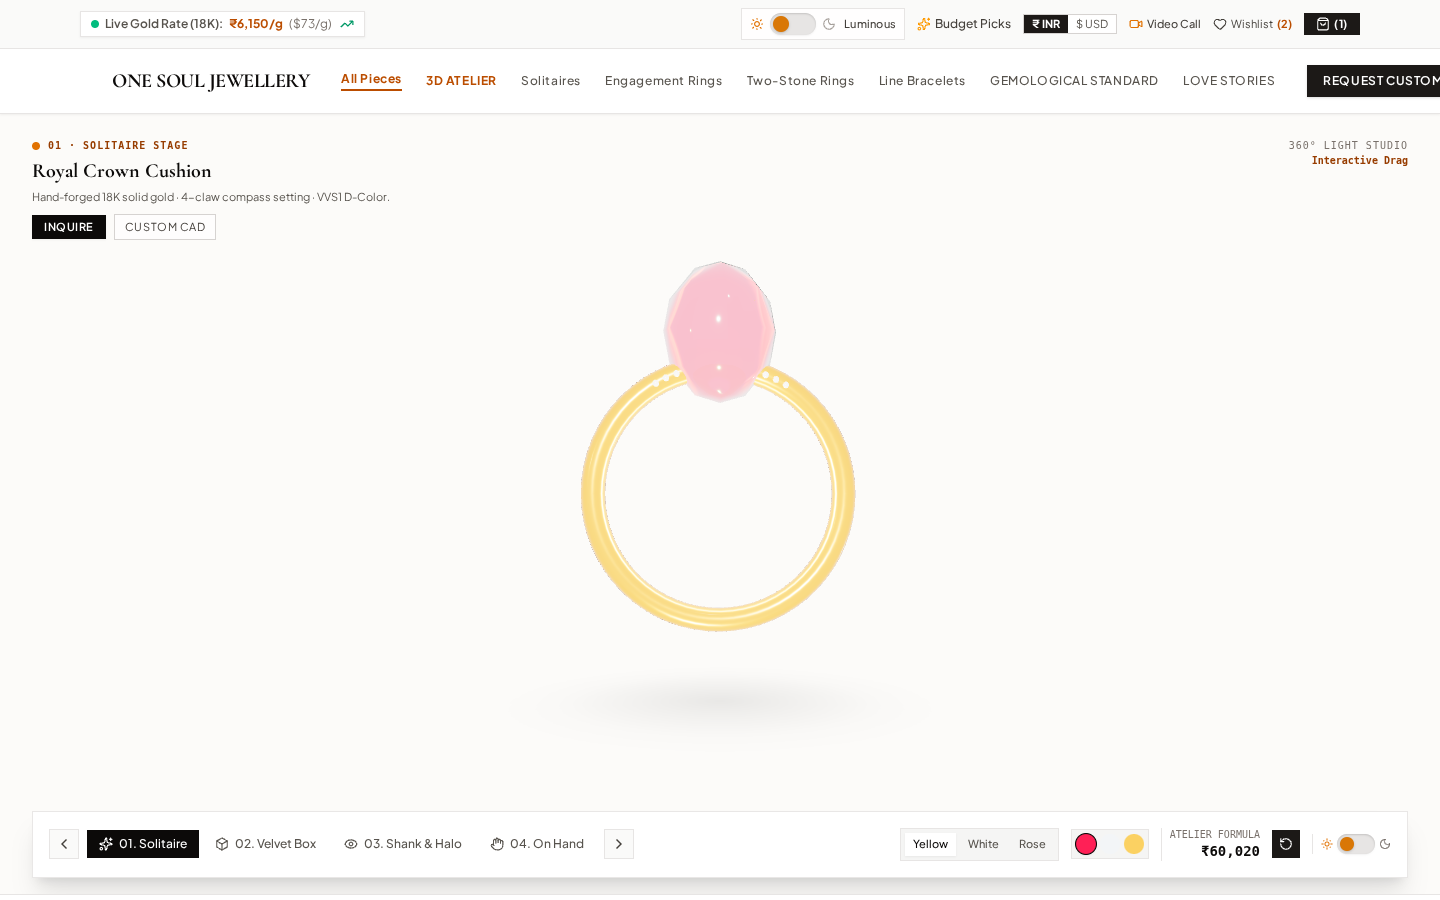 Live Gold Rate (18K): ₹6,150/g ($73/g)
Luminous
Budget Picks
₹ INR $ USD
Video Call
Wishlist (2)
(1)
ONE SOUL JEWELLERY
All Pieces
3D ATELIER
Solitaires
Engagement Rings
Two-Stone Rings
Line Bracelets
GEMOLOGICAL STANDARD
LOVE STORIES
REQUEST CUSTOM
01 · SOLITAIRE STAGE
Royal Crown Cushion
Hand-forged 18K solid gold · 4-claw compass setting · VVS1 D-Color.
INQUIRE
CUSTOM CAD
360° LIGHT STUDIO
Interactive Drag
01. Solitaire
02. Velvet Box
03. Shank & Halo
04. On Hand
Yellow
White
Rose
ATELIER FORMULA
₹60,020